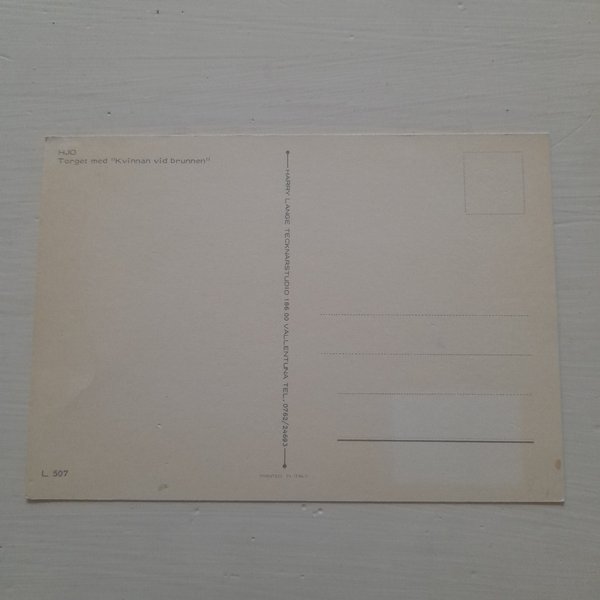 HJO
Torget med "Kvinnan vid brunnen"
HARRY LANGE TECKNARSTUDIO 186 00 VALLENTUNA TEL. 0762/24693
L. 507
PRINTED IN ITALY